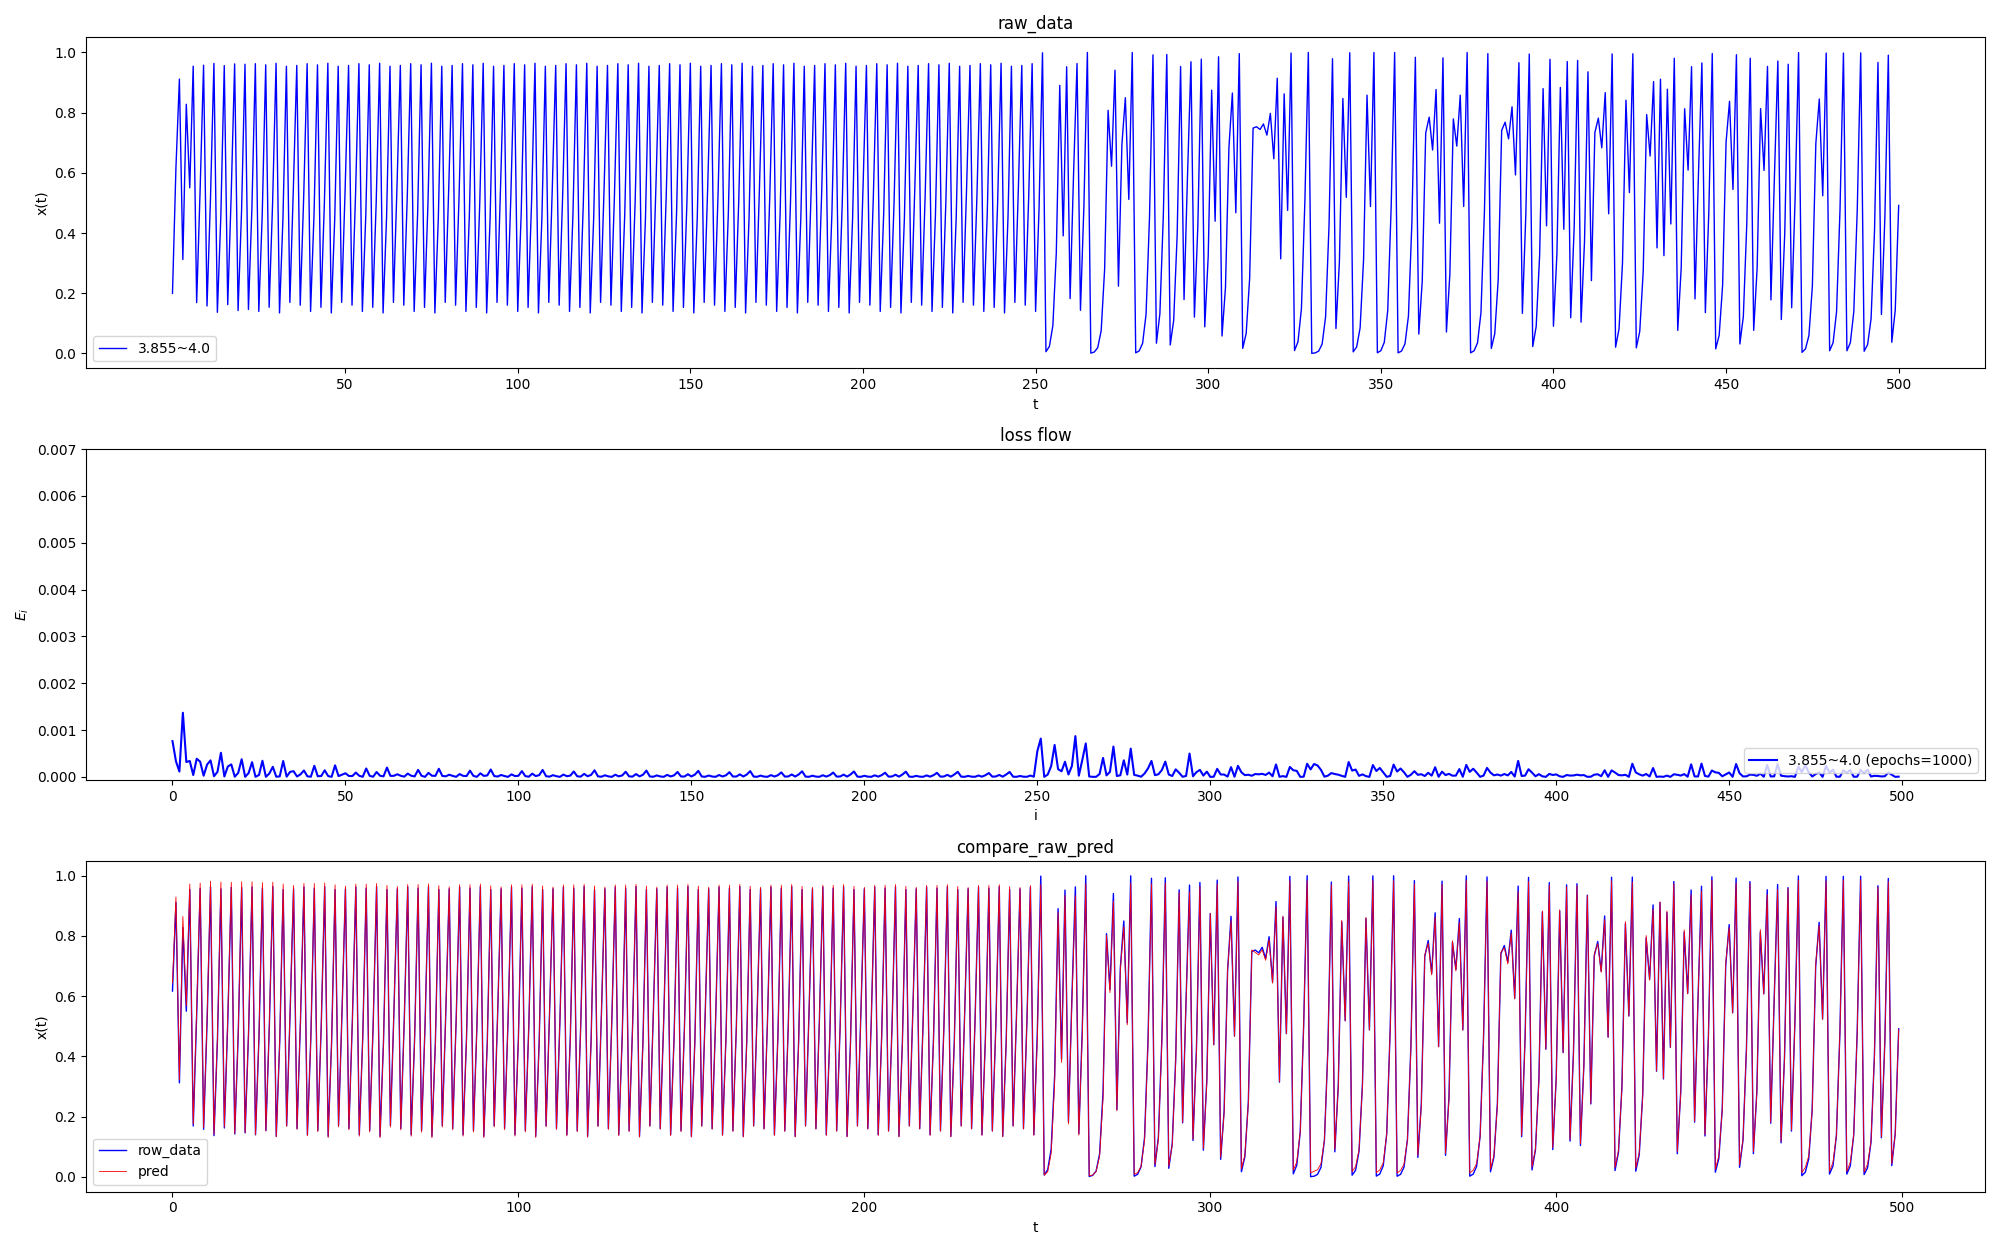 raw_data
1.0
0.8
0.6
0.4
0.2
0.0
x(t)
3.855~4.0
50 100 150 200 250 300 350 400 450 500
t
loss flow
0.007
0.006
0.005
0.004
0.003
0.002
0.001
0.000
E_i
3.855~4.0 (epochs=1000)
0 50 100 150 200 250 300 350 400 450 500
i
compare_raw_pred
1.0
0.8
0.6
0.4
0.2
0.0
x(t)
row_data
pred
0 100 200 300 400 500
t